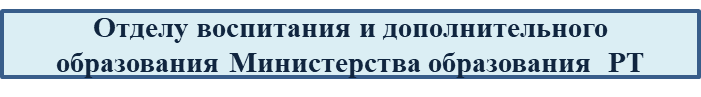 Отделу воспитания и дополнительного
образования Министерства образования РТ